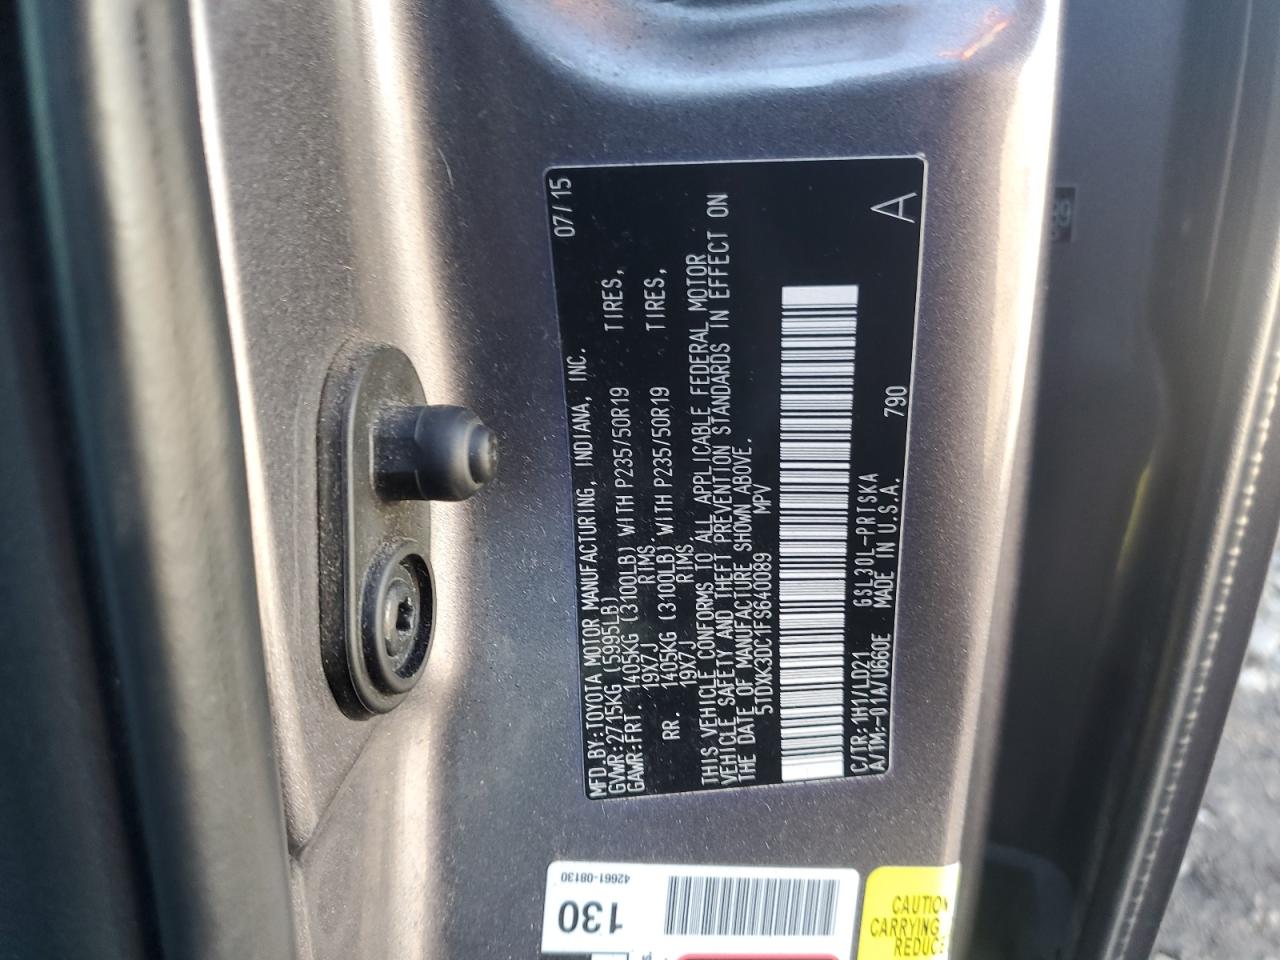 MFD.BY:TOYOTA MOTOR MANUFACTURING, INDIANA, INC. 07/15
GVWR:2715KG (5995LB)
GAWR:FRT. 1405KG (3100LB) WITH P235/50R19 TIRES,
19X7J RIMS.
RR. 1405KG (3100LB) WITH P235/50R19 TIRES,
19X7J RIMS
THIS VEHICLE CONFORMS TO ALL APPLICABLE FEDERAL MOTOR
VEHICLE SAFETY AND THEFT PREVENTION STANDARDS IN EFFECT ON
THE DATE OF MANUFACTURE SHOWN ABOVE.
5TDXK3DC1FS640089 MPV
C/TR:1H1/LD21 GSL30L-PRTSKA 790
A/TM:-01A/U660E MADE IN U.S.A. A
42661-08130
130
CAUTION
CARRYING
REDUCE